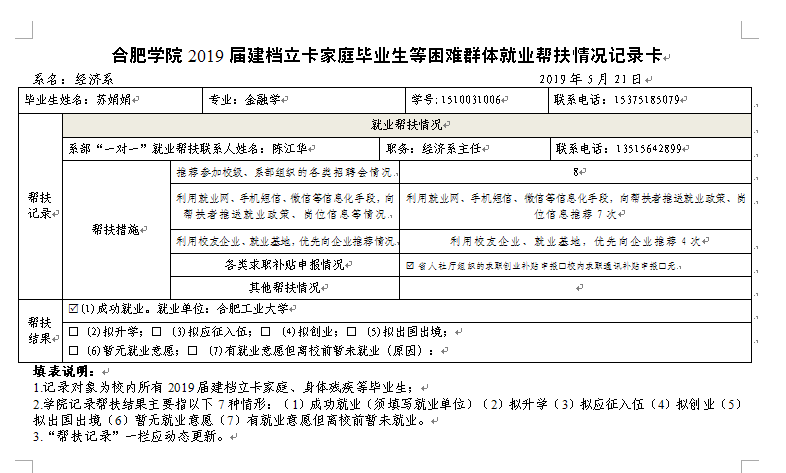 合肥学院 2019 届建档立卡家庭毕业生等困难群体就业帮扶情况记录卡
系名：经济系 2019 年 5 月 21 日
毕业生姓名：苏娟娟 专业：金融学 学号：1510031006 联系电话：15375185079
就业帮扶情况
系部“一对一”就业帮扶联系人姓名：陈江华 职务：经济系主任 联系电话：13515642899
帮扶
记录
帮扶措施
推荐参加校级、系部组织的各类招聘会情况 8
利用就业网、手机短信、微信等信息化手段，向
帮扶者推送就业政策、岗位信息等情况
利用就业网、手机短信、微信等信息化手段，向帮扶者推送就业政策、岗
位信息推荐 7 次
利用校友企业、就业基地，优先向企业推荐情况 利用校友企业、就业基地，优先向企业推荐 4 次
各类求职补贴申报情况 ☑ 省人社厅组织的求职创业补贴申报☐校内求职通讯补贴申报☐无
其他帮扶情况
帮扶
结果
☑(1)成功就业。就业单位：合肥工业大学
☐ (2)拟升学；☐ (3)拟应征入伍；☐ (4)拟创业；☐ (5)拟出国出境；
☐ (6)暂无就业意愿；☐ (7)有就业意愿但离校前暂未就业（原因）：
填表说明：
1.记录对象为校内所有 2019 届建档立卡家庭、身体残疾等毕业生；
2.学院记录帮扶结果主要指以下 7 种情形：（1）成功就业（须填写就业单位）（2）拟升学（3）拟应征入伍（4）拟创业（5）
拟出国出境（6）暂无就业意愿（7）有就业意愿但离校前暂未就业。
3.“帮扶记录”一栏应动态更新。